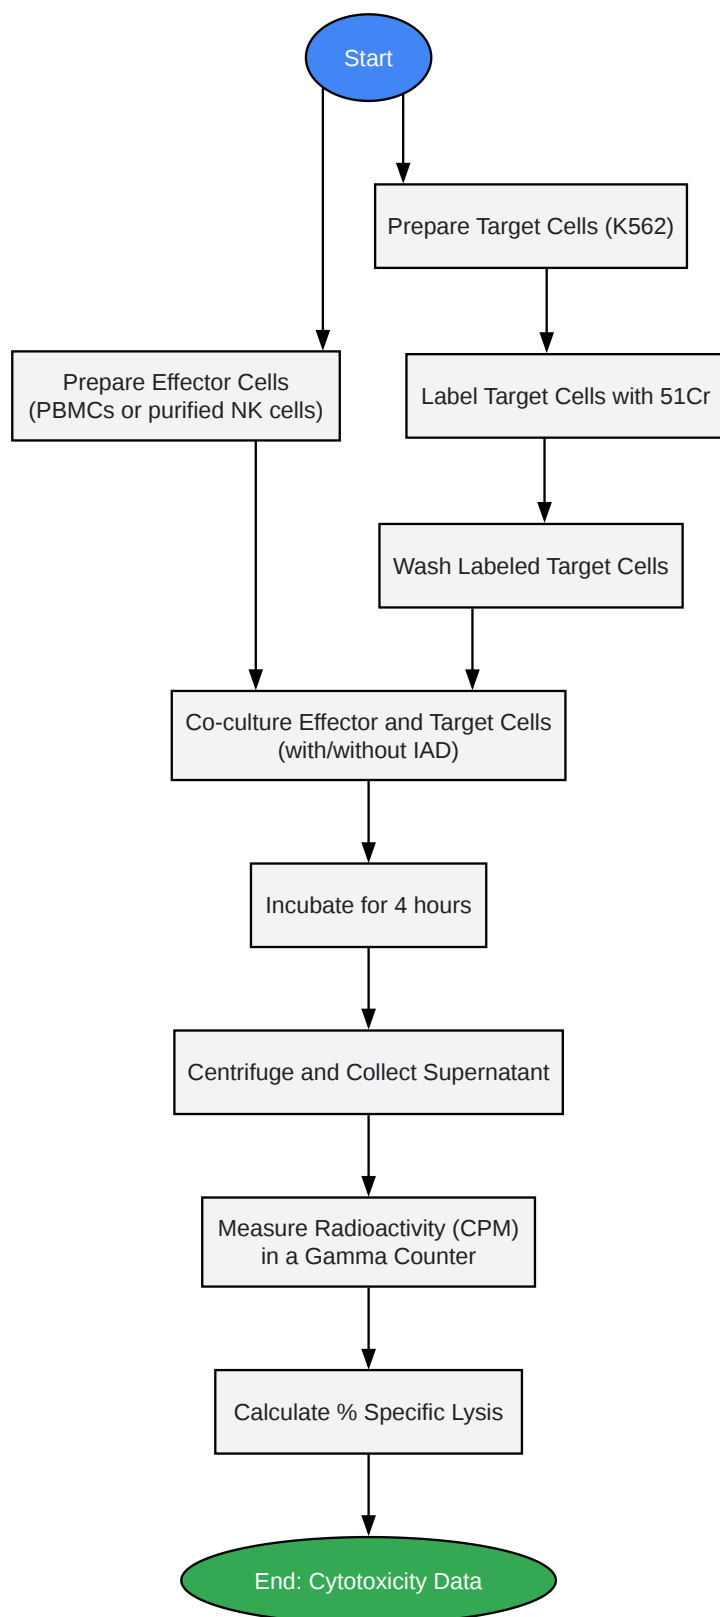 Start
Prepare Target Cells (K562)
Prepare Effector Cells
(PBMCs or purified NK cells)
Label Target Cells with 51Cr
Wash Labeled Target Cells
Co-culture Effector and Target Cells
(with/without IAD)
Incubate for 4 hours
Centrifuge and Collect Supernatant
Measure Radioactivity (CPM)
in a Gamma Counter
Calculate % Specific Lysis
End: Cytotoxicity Data